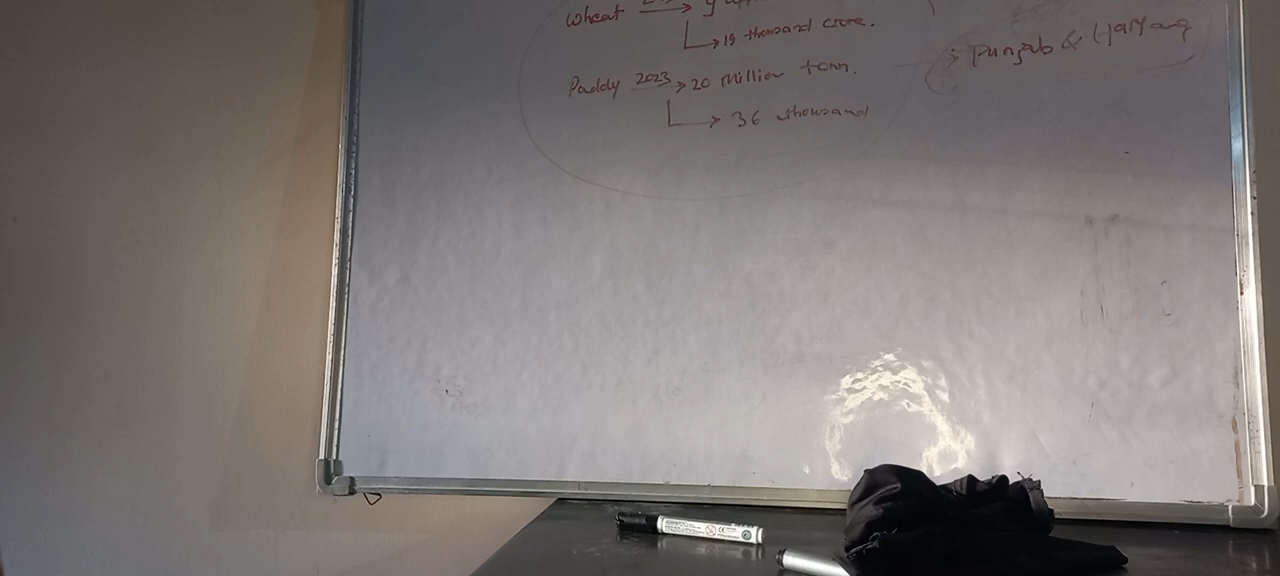 Wheat
→ 19 thousand crore.
Paddy 2023 → 20 Million tonn.
→ 36 thousand
Punjab & Haryana